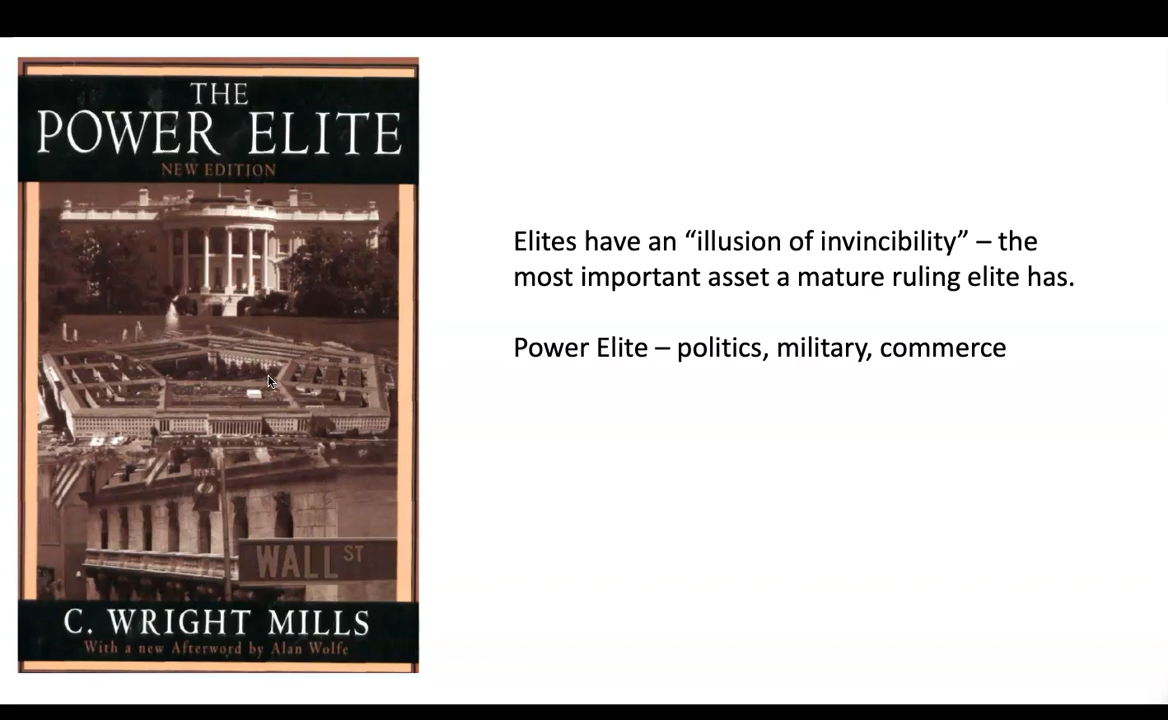 THE
POWER ELITE
NEW EDITION
NYSE
WALL ST
C. WRIGHT MILLS
With a new Afterword by Alan Wolfe
Elites have an “illusion of invincibility” – the
most important asset a mature ruling elite has.
Power Elite – politics, military, commerce